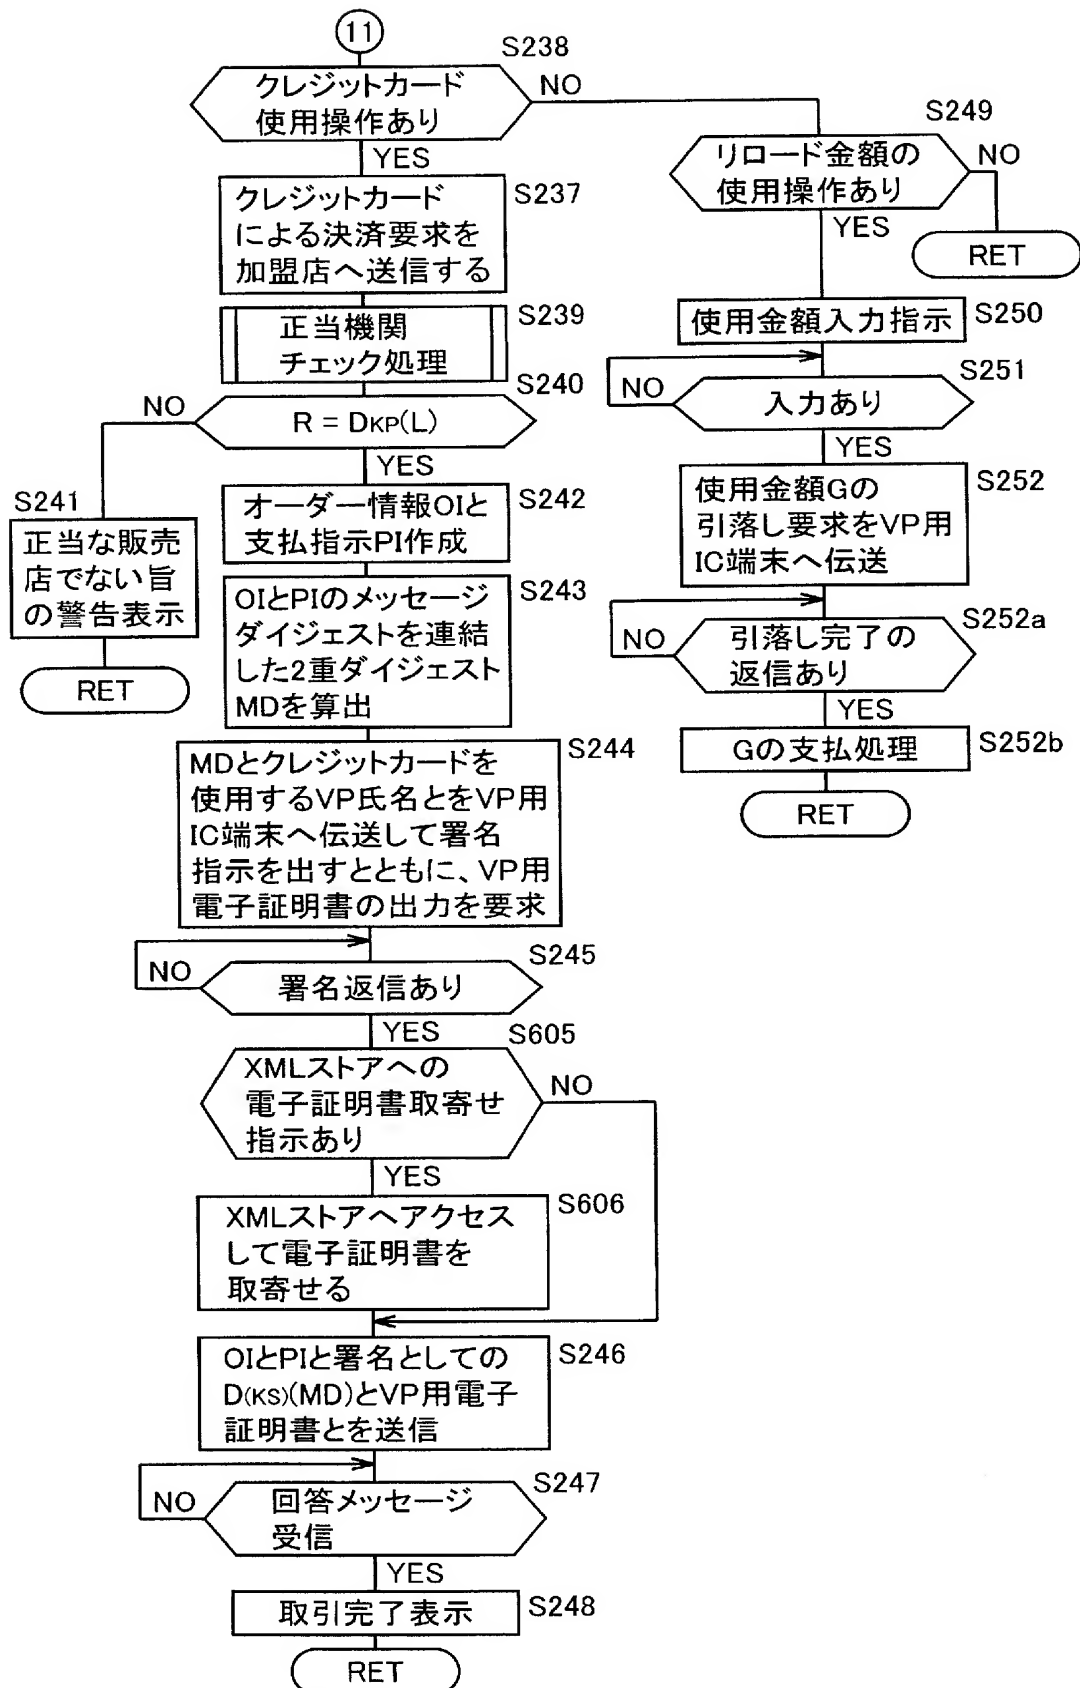 11
S238
クレジットカード
使用操作あり
NO
YES
S237
クレジットカード
による決済要求を
加盟店へ送信する
S239
正当機関
チェック処理
S240
R = DKP(L)
NO
YES
S241
正当な販売
店でない旨
の警告表示
RET
S242
オーダー情報OIと
支払指示PI作成
S243
OIとPIのメッセージ
ダイジェストを連結
した2重ダイジェスト
MDを算出
S244
MDとクレジットカードを
使用するVP氏名とをVP用
IC端末へ伝送して署名
指示を出すとともに、VP用
電子証明書の出力を要求
S245
NO
署名返信あり
YES
S605
XMLストアへの
電子証明書取寄せ
指示あり
NO
YES
S606
XMLストアへアクセス
して電子証明書を
取寄せる
S246
OIとPIと署名としての
D(KS)(MD)とVP用電子
証明書とを送信
S247
NO
回答メッセージ
受信
YES
取引完了表示
S248
RET
S249
リロード金額の
使用操作あり
NO
YES
RET
使用金額入力指示
S250
S251
NO
入力あり
YES
S252
使用金額Gの
引落し要求をVP用
IC端末へ伝送
S252a
NO
引落し完了の
返信あり
YES
Gの支払処理
S252b
RET